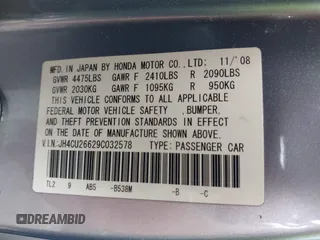 MFD. IN JAPAN BY HONDA MOTOR CO.,LTD: 11/'08
GVWR 4475LBS GAWR F 2410LBS R 2090LBS
GVWR 2030KG GAWR F 1095KG R 950KG
THIS VEHICLE CONFORMS TO ALL APPLICABLE
FEDERAL MOTOR VEHICLE SAFETY ,BUMPER,
AND THEFT PREVENTION STANDARDS IN EFFECT ON
THE DATE OF MANUFACTURE SHOWN ABOVE.
V.I.N:JH4CU26629C032578 TYPE: PASSENGER CAR
TL2 9 ABS -B538M -B -C
DREAMBID